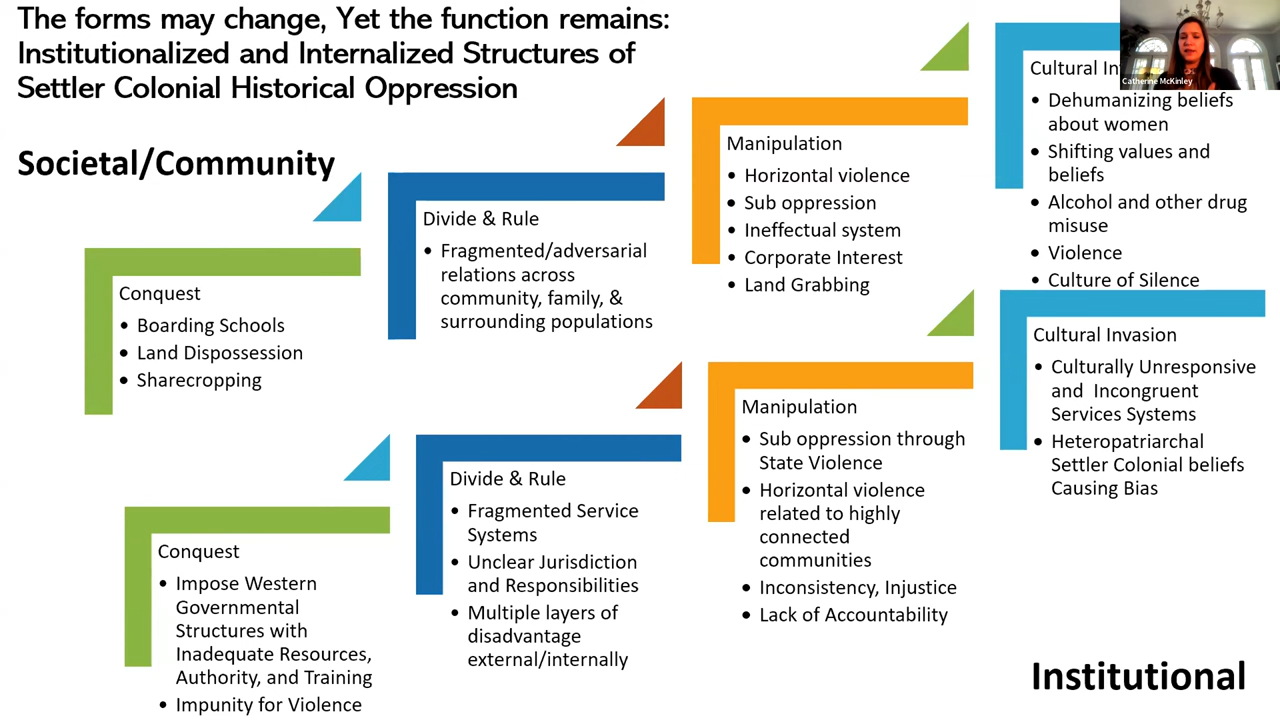 The forms may change, Yet the function remains:
Institutionalized and Internalized Structures of
Settler Colonial Historical Oppression
Societal/Community
Conquest
• Boarding Schools
• Land Dispossession
• Sharecropping
Divide & Rule
• Fragmented/adversarial
relations across
community, family, &
surrounding populations
Manipulation
• Horizontal violence
• Sub oppression
• Ineffectual system
• Corporate Interest
• Land Grabbing
Cultural
Catherine McKinley
• Dehumanizing beliefs
about women
• Shifting values and
beliefs
• Alcohol and other drug
misuse
• Violence
• Culture of Silence
Conquest
• Impose Western
Governmental
Structures with
Inadequate Resources,
Authority, and Training
• Impunity for Violence
Divide & Rule
• Fragmented Service
Systems
• Unclear Jurisdiction
and Responsibilities
• Multiple layers of
disadvantage
external/internally
Manipulation
• Sub oppression through
State Violence
• Horizontal violence
related to highly
connected
communities
• Inconsistency, Injustice
• Lack of Accountability
Cultural Invasion
• Culturally Unresponsive
and Incongruent
Services Systems
• Heteropatriarchal
Settler Colonial beliefs
Causing Bias
Institutional